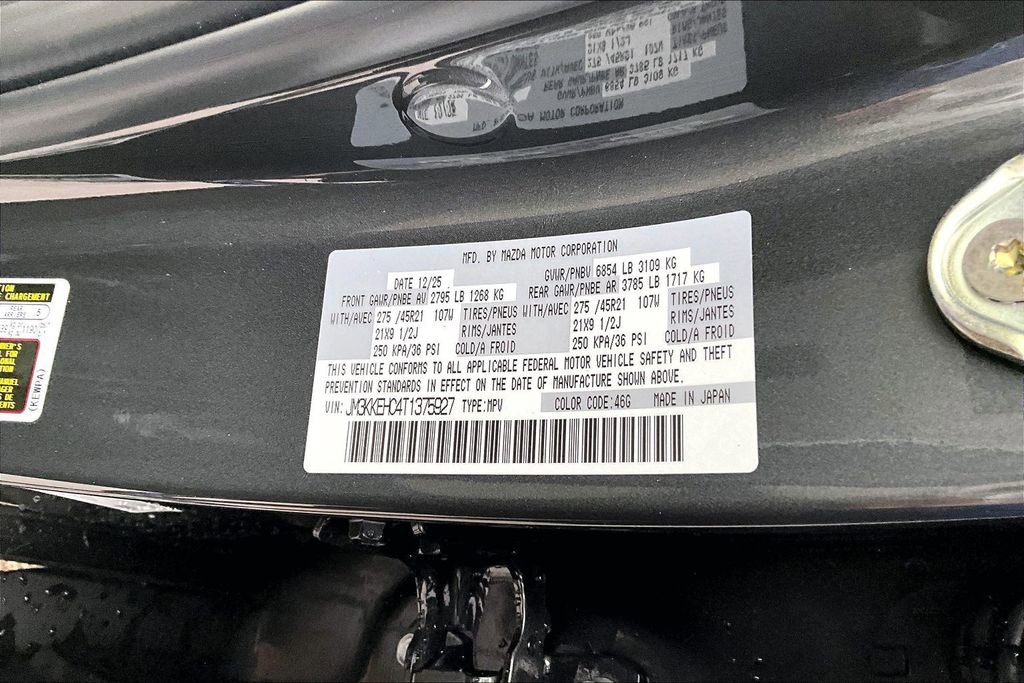 MFD. BY MAZDA MOTOR CORPORATION
DATE 12/25 GVWR/PNBV 6854 LB 3109 KG
FRONT GAWR/PNBE AV 2795 LB 1268 KG REAR GAWR/PNBE AR 3785 LB 1717 KG
WITH/AVEC 275 /45R21 107W TIRES/PNEUS WITH/AVEC 275 /45R21 107W TIRES/PNEUS
21X9 1/2J RIMS/JANTES 21X9 1/2J RIMS/JANTES
250 KPA/36 PSI COLD/A FROID 250 KPA/36 PSI COLD/A FROID
THIS VEHICLE CONFORMS TO ALL APPLICABLE FEDERAL MOTOR VEHICLE SAFETY AND THEFT
PREVENTION STANDARDS IN EFFECT ON THE DATE OF MANUFACTURE SHOWN ABOVE.
VIN: JM3KKEHC4T1375927 TYPE:MPV COLOR CODE:46G MADE IN JAPAN
CHARGEMENT
REAR
ARRIERE 5
(KEWPA)